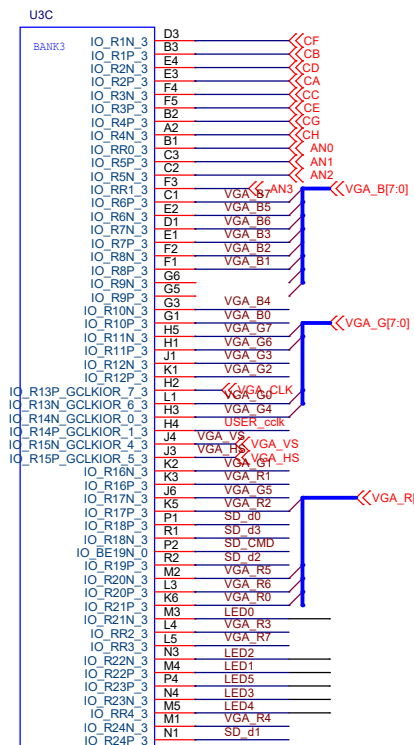 U3C
BANK3
IO_R1N_3 D3 CF
IO_R1P_3 B3 CB
IO_R2N_3 E4 CD
IO_R2P_3 E3 CA
IO_R3N_3 F4 CC
IO_R3P_3 F5 CE
IO_R4P_3 B2 CG
IO_R4N_3 A2 CH
IO_RR0_3 B1 AN0
IO_R5P_3 C3 AN1
IO_R5N_3 C2 AN2
IO_RR1_3 F3 AN3
IO_R6P_3 C1 VGA_B7 VGA_B[7:0]
IO_R6N_3 E2 VGA_B5
IO_R7N_3 D1 VGA_B6
IO_R7P_3 E1 VGA_B3
IO_R8N_3 F2 VGA_B2
IO_R8P_3 F1 VGA_B1
IO_R9N_3 G6
IO_R9P_3 G5
IO_R10N_3 G3 VGA_B4
IO_R10P_3 G1 VGA_B0 VGA_G[7:0]
IO_R11N_3 H5 VGA_G7
IO_R11P_3 H1 VGA_G6
IO_R12N_3 J1 VGA_G3
IO_R12P_3 K1 VGA_G2
IO_R13P_GCLKIOR_7_3 H2 VGA_CLK
IO_R13N_GCLKIOR_6_3 L1 VGA_G0
IO_R14N_GCLKIOR_0_3 H3 VGA_G4
IO_R14P_GCLKIOR_1_3 H4 USER_cclk
IO_R15N_GCLKIOR_4_3 J4 VGA_VS VGA_VS
IO_R15P_GCLKIOR_5_3 J3 VGA_HS VGA_HS
IO_R16N_3 K2 VGA_G1
IO_R16P_3 K3 VGA_R1
IO_R17N_3 J6 VGA_G5 VGA_R[
IO_R17P_3 K5 VGA_R2
IO_R18P_3 P1 SD_d0
IO_R18N_3 R1 SD_d3
IO_BE19N_0 P2 SD_CMD
IO_R19P_3 R2 SD_d2
IO_R20N_3 M2 VGA_R5
IO_R20P_3 L3 VGA_R6
IO_R21P_3 K6 VGA_R0
IO_R21N_3 M3 LED0
IO_RR2_3 L4 VGA_R3
IO_RR3_3 L5 VGA_R7
IO_R22N_3 N3 LED2
IO_R22P_3 M4 LED1
IO_R23P_3 P4 LED5
IO_R23N_3 N4 LED3
IO_RR4_3 M5 LED4
IO_R24N_3 M1 VGA_R4
IO_R24P_3 N1 SD_d1